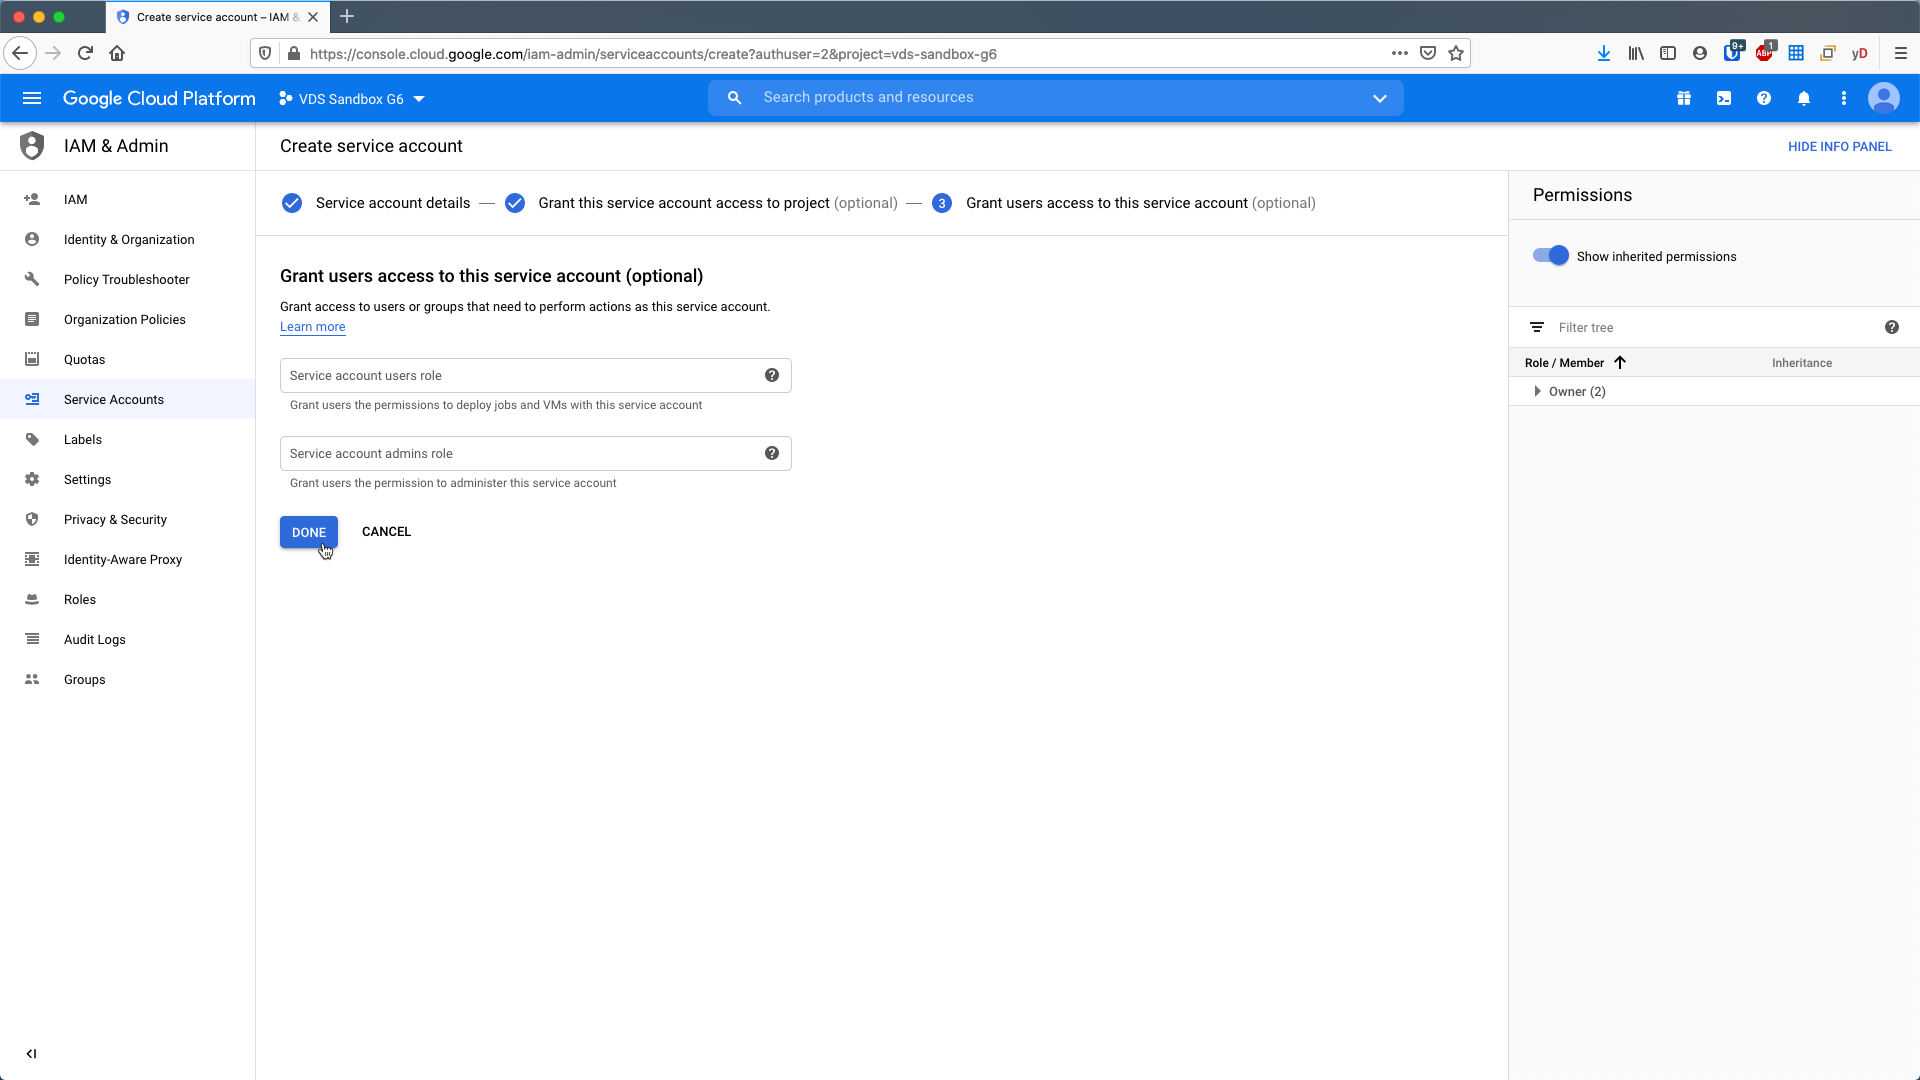 Create service account – IAM &
https://console.cloud.google.com/iam-admin/serviceaccounts/create?authuser=2&project=vds-sandbox-g6
9+
ABP
1
yD
Google Cloud Platform
VDS Sandbox G6
Search products and resources
IAM & Admin
Create service account
HIDE INFO PANEL
IAM
Identity & Organization
Policy Troubleshooter
Organization Policies
Quotas
Service Accounts
Labels
Settings
Privacy & Security
Identity-Aware Proxy
Roles
Audit Logs
Groups
Service account details — Grant this service account access to project (optional) — 3 Grant users access to this service account (optional)
Grant users access to this service account (optional)
Grant access to users or groups that need to perform actions as this service account.
Learn more
Service account users role
Grant users the permissions to deploy jobs and VMs with this service account
Service account admins role
Grant users the permission to administer this service account
DONE CANCEL
Permissions
Show inherited permissions
Filter tree
Role / Member Inheritance
Owner (2)